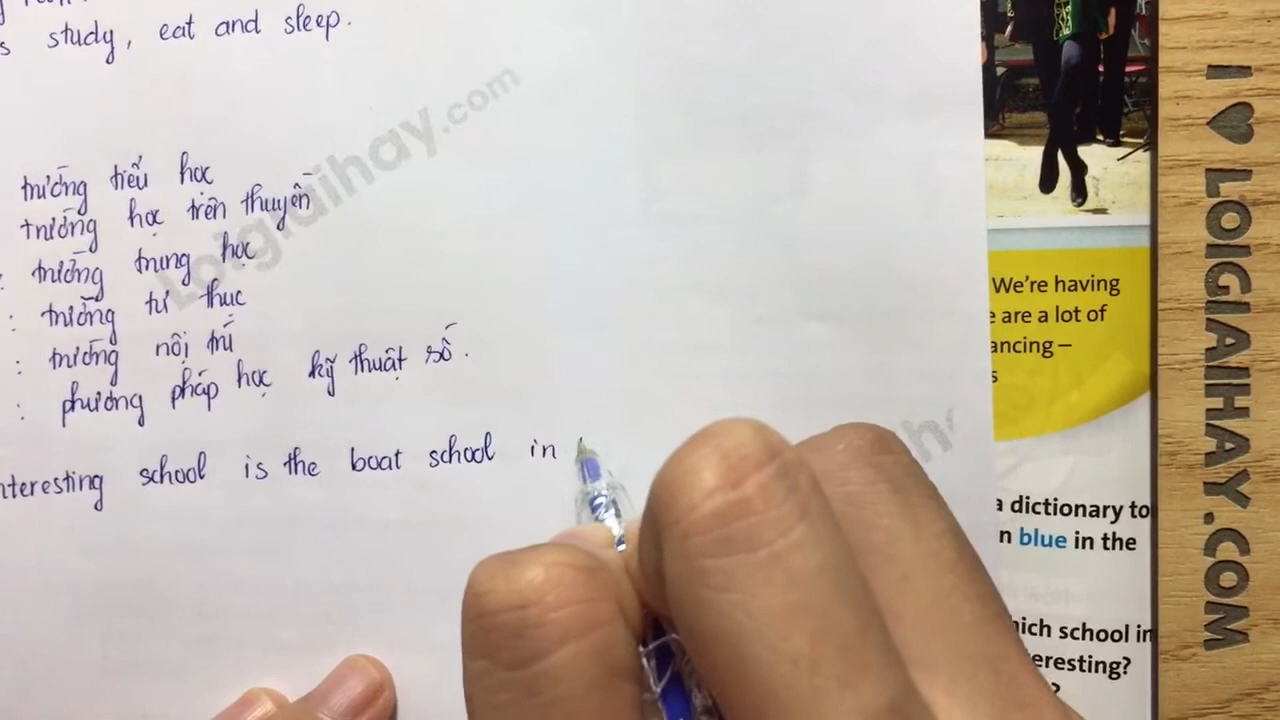 s study, eat and sleep.
trường tiểu học
trường học trên thuyền
: trường trung học
: trường tư thục
: trường nội trú
: phương pháp học kỹ thuật số.
nteresting school is the boat school in
Loigiaihay.com
We're having
e are a lot of
ancing –
s
a dictionary to
n blue in the
hich school in
eresting?
?
I ♥ LOIGIAIHAY.COM